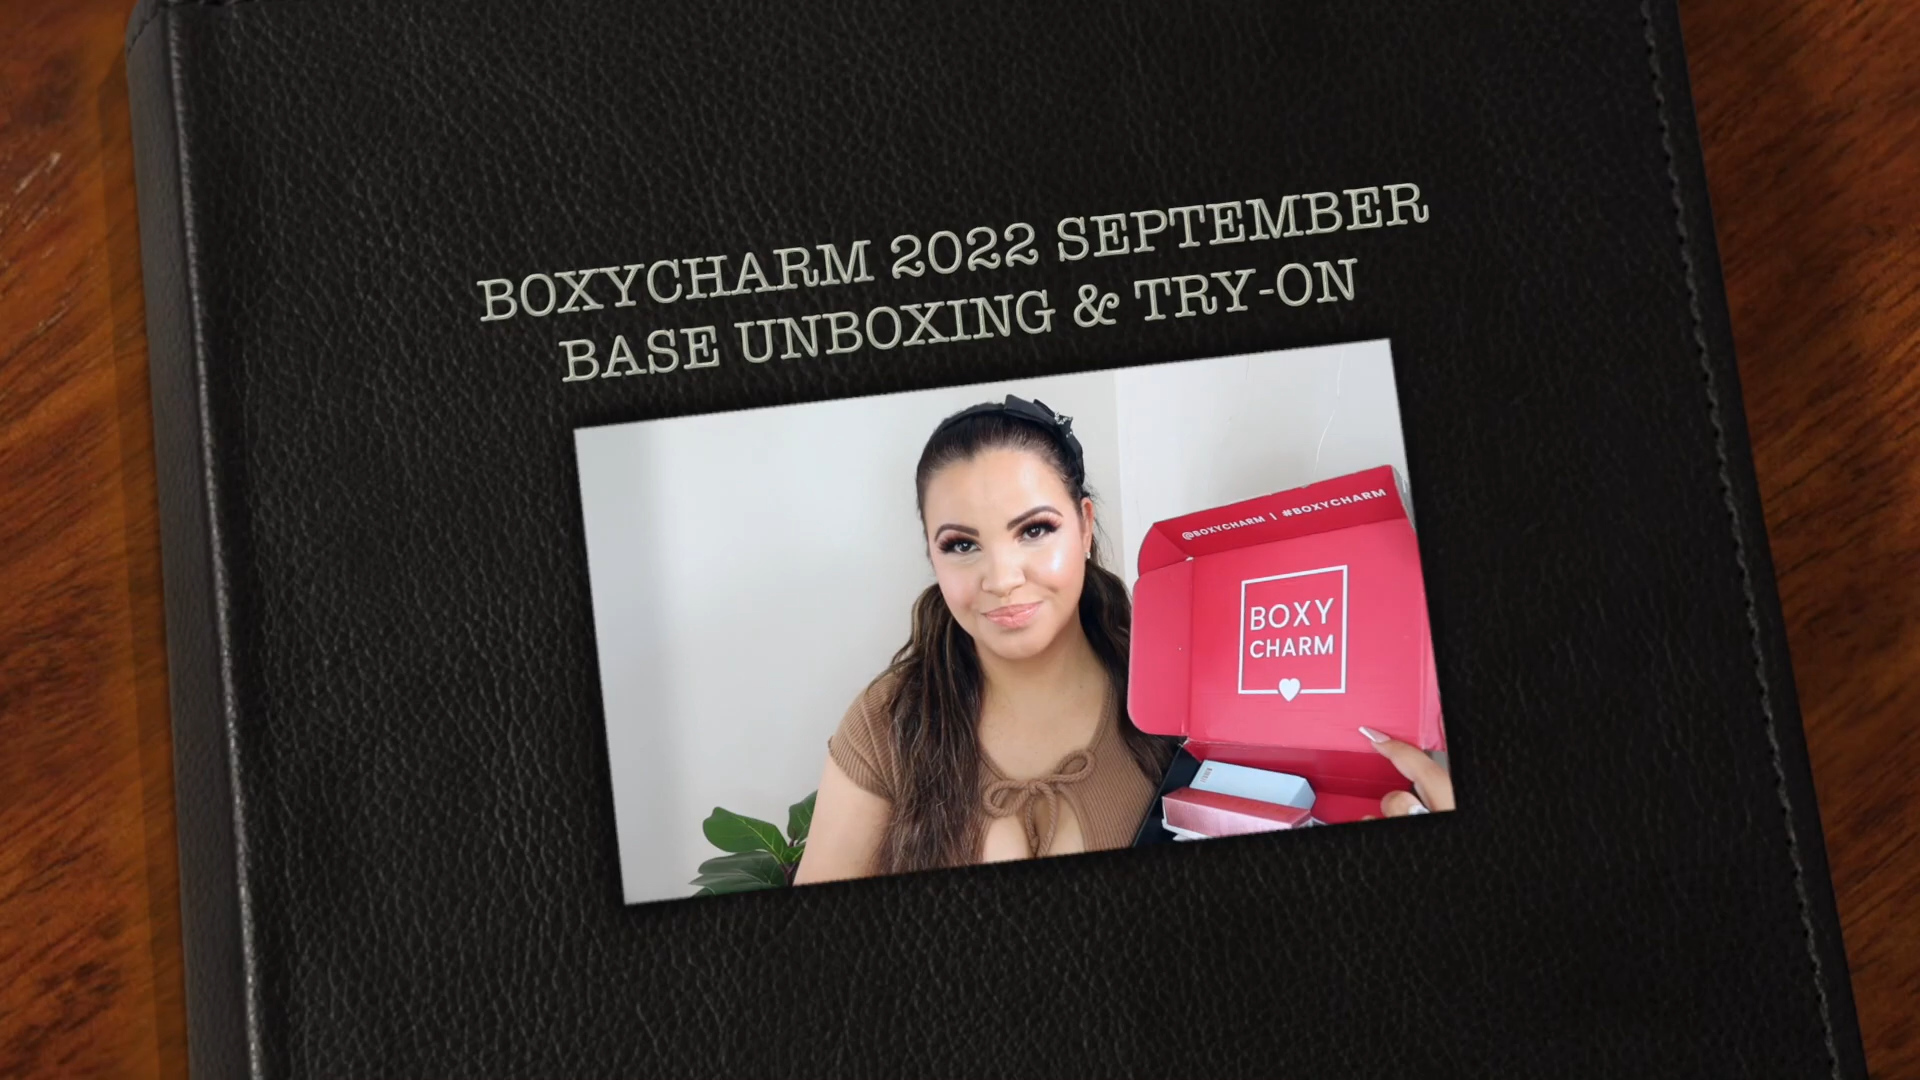 BOXYCHARM 2022 SEPTEMBER
BASE UNBOXING & TRY-ON
@BOXYCHARM | #BOXYCHARM
BOXY
CHARM